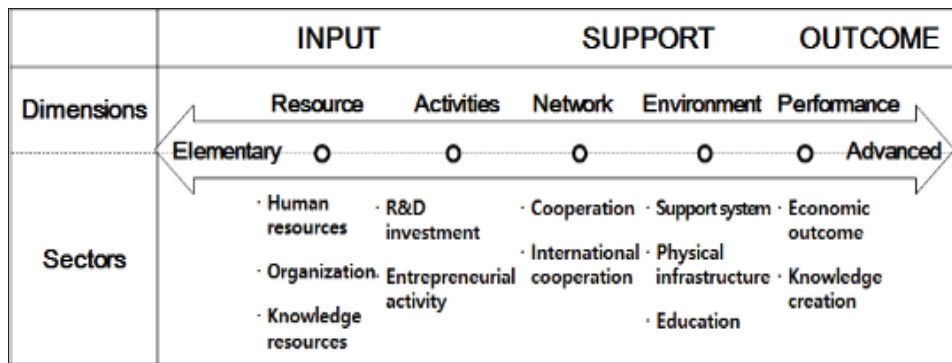 INPUT SUPPORT OUTCOME
Dimensions
Resource Activities Network Environment Performance
Elementary Advanced
Sectors
· Human
resources
· Organization
· Knowledge
resources
· R&D
investment
· Entrepreneurial
activity
· Cooperation
· International
cooperation
· Support system
· Physical
infrastructure
· Education
· Economic
outcome
· Knowledge
creation